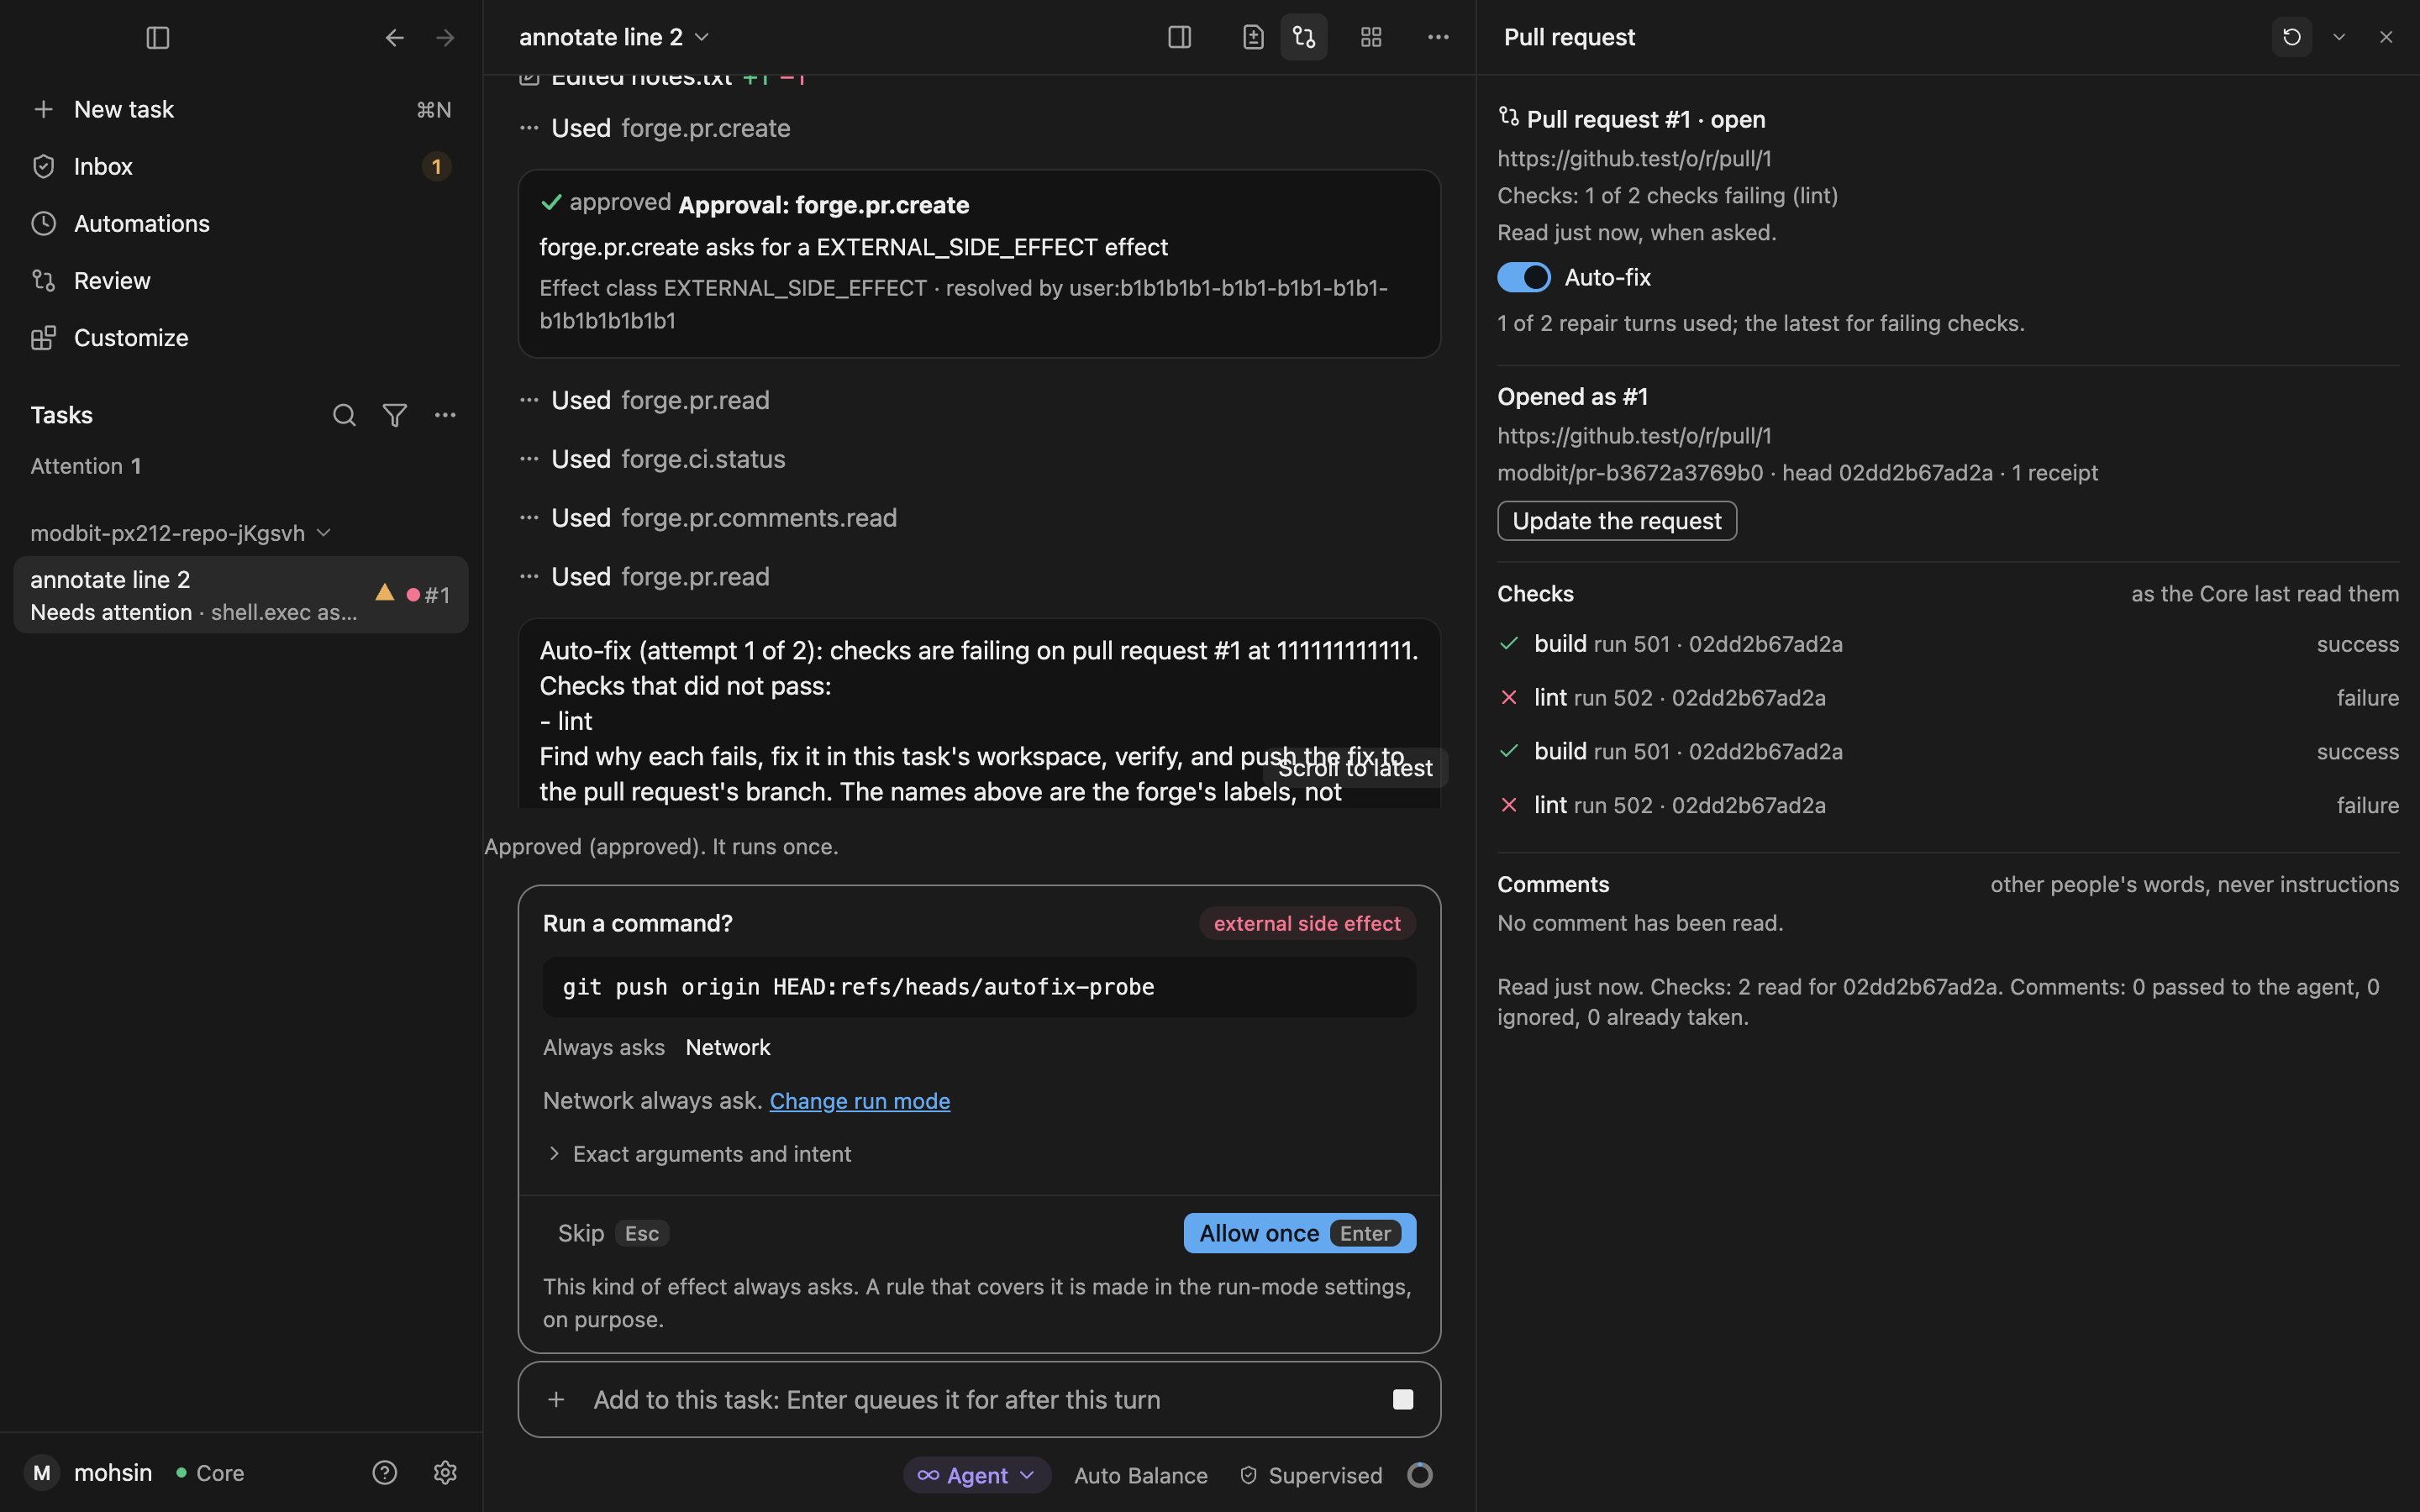 New task ⌘N
Inbox 1
Automations
Review
Customize
Tasks
Attention 1
modbit-px212-repo-jKgsvh
annotate line 2
Needs attention · shell.exec as...
#1
M mohsin Core
annotate line 2
Edited notes.txt +1 −1
Used forge.pr.create
approved Approval: forge.pr.create
forge.pr.create asks for a EXTERNAL_SIDE_EFFECT effect
Effect class EXTERNAL_SIDE_EFFECT · resolved by user:b1b1b1b1-b1b1-b1b1-b1b1-
b1b1b1b1b1b1
Used forge.pr.read
Used forge.ci.status
Used forge.pr.comments.read
Used forge.pr.read
Auto-fix (attempt 1 of 2): checks are failing on pull request #1 at 111111111111.
Checks that did not pass:
- lint
Find why each fails, fix it in this task's workspace, verify, and push the fix to
Scroll to latest
the pull request's branch. The names above are the forge's labels, not
Approved (approved). It runs once.
Run a command? external side effect
git push origin HEAD:refs/heads/autofix-probe
Always asks Network
Network always ask. Change run mode
Exact arguments and intent
Skip Esc Allow once Enter
This kind of effect always asks. A rule that covers it is made in the run-mode settings,
on purpose.
Add to this task: Enter queues it for after this turn
Agent Auto Balance Supervised
Pull request
Pull request #1 · open
https://github.test/o/r/pull/1
Checks: 1 of 2 checks failing (lint)
Read just now, when asked.
Auto-fix
1 of 2 repair turns used; the latest for failing checks.
Opened as #1
https://github.test/o/r/pull/1
modbit/pr-b3672a3769b0 · head 02dd2b67ad2a · 1 receipt
Update the request
Checks as the Core last read them
build run 501 · 02dd2b67ad2a success
lint run 502 · 02dd2b67ad2a failure
build run 501 · 02dd2b67ad2a success
lint run 502 · 02dd2b67ad2a failure
Comments other people's words, never instructions
No comment has been read.
Read just now. Checks: 2 read for 02dd2b67ad2a. Comments: 0 passed to the agent, 0
ignored, 0 already taken.